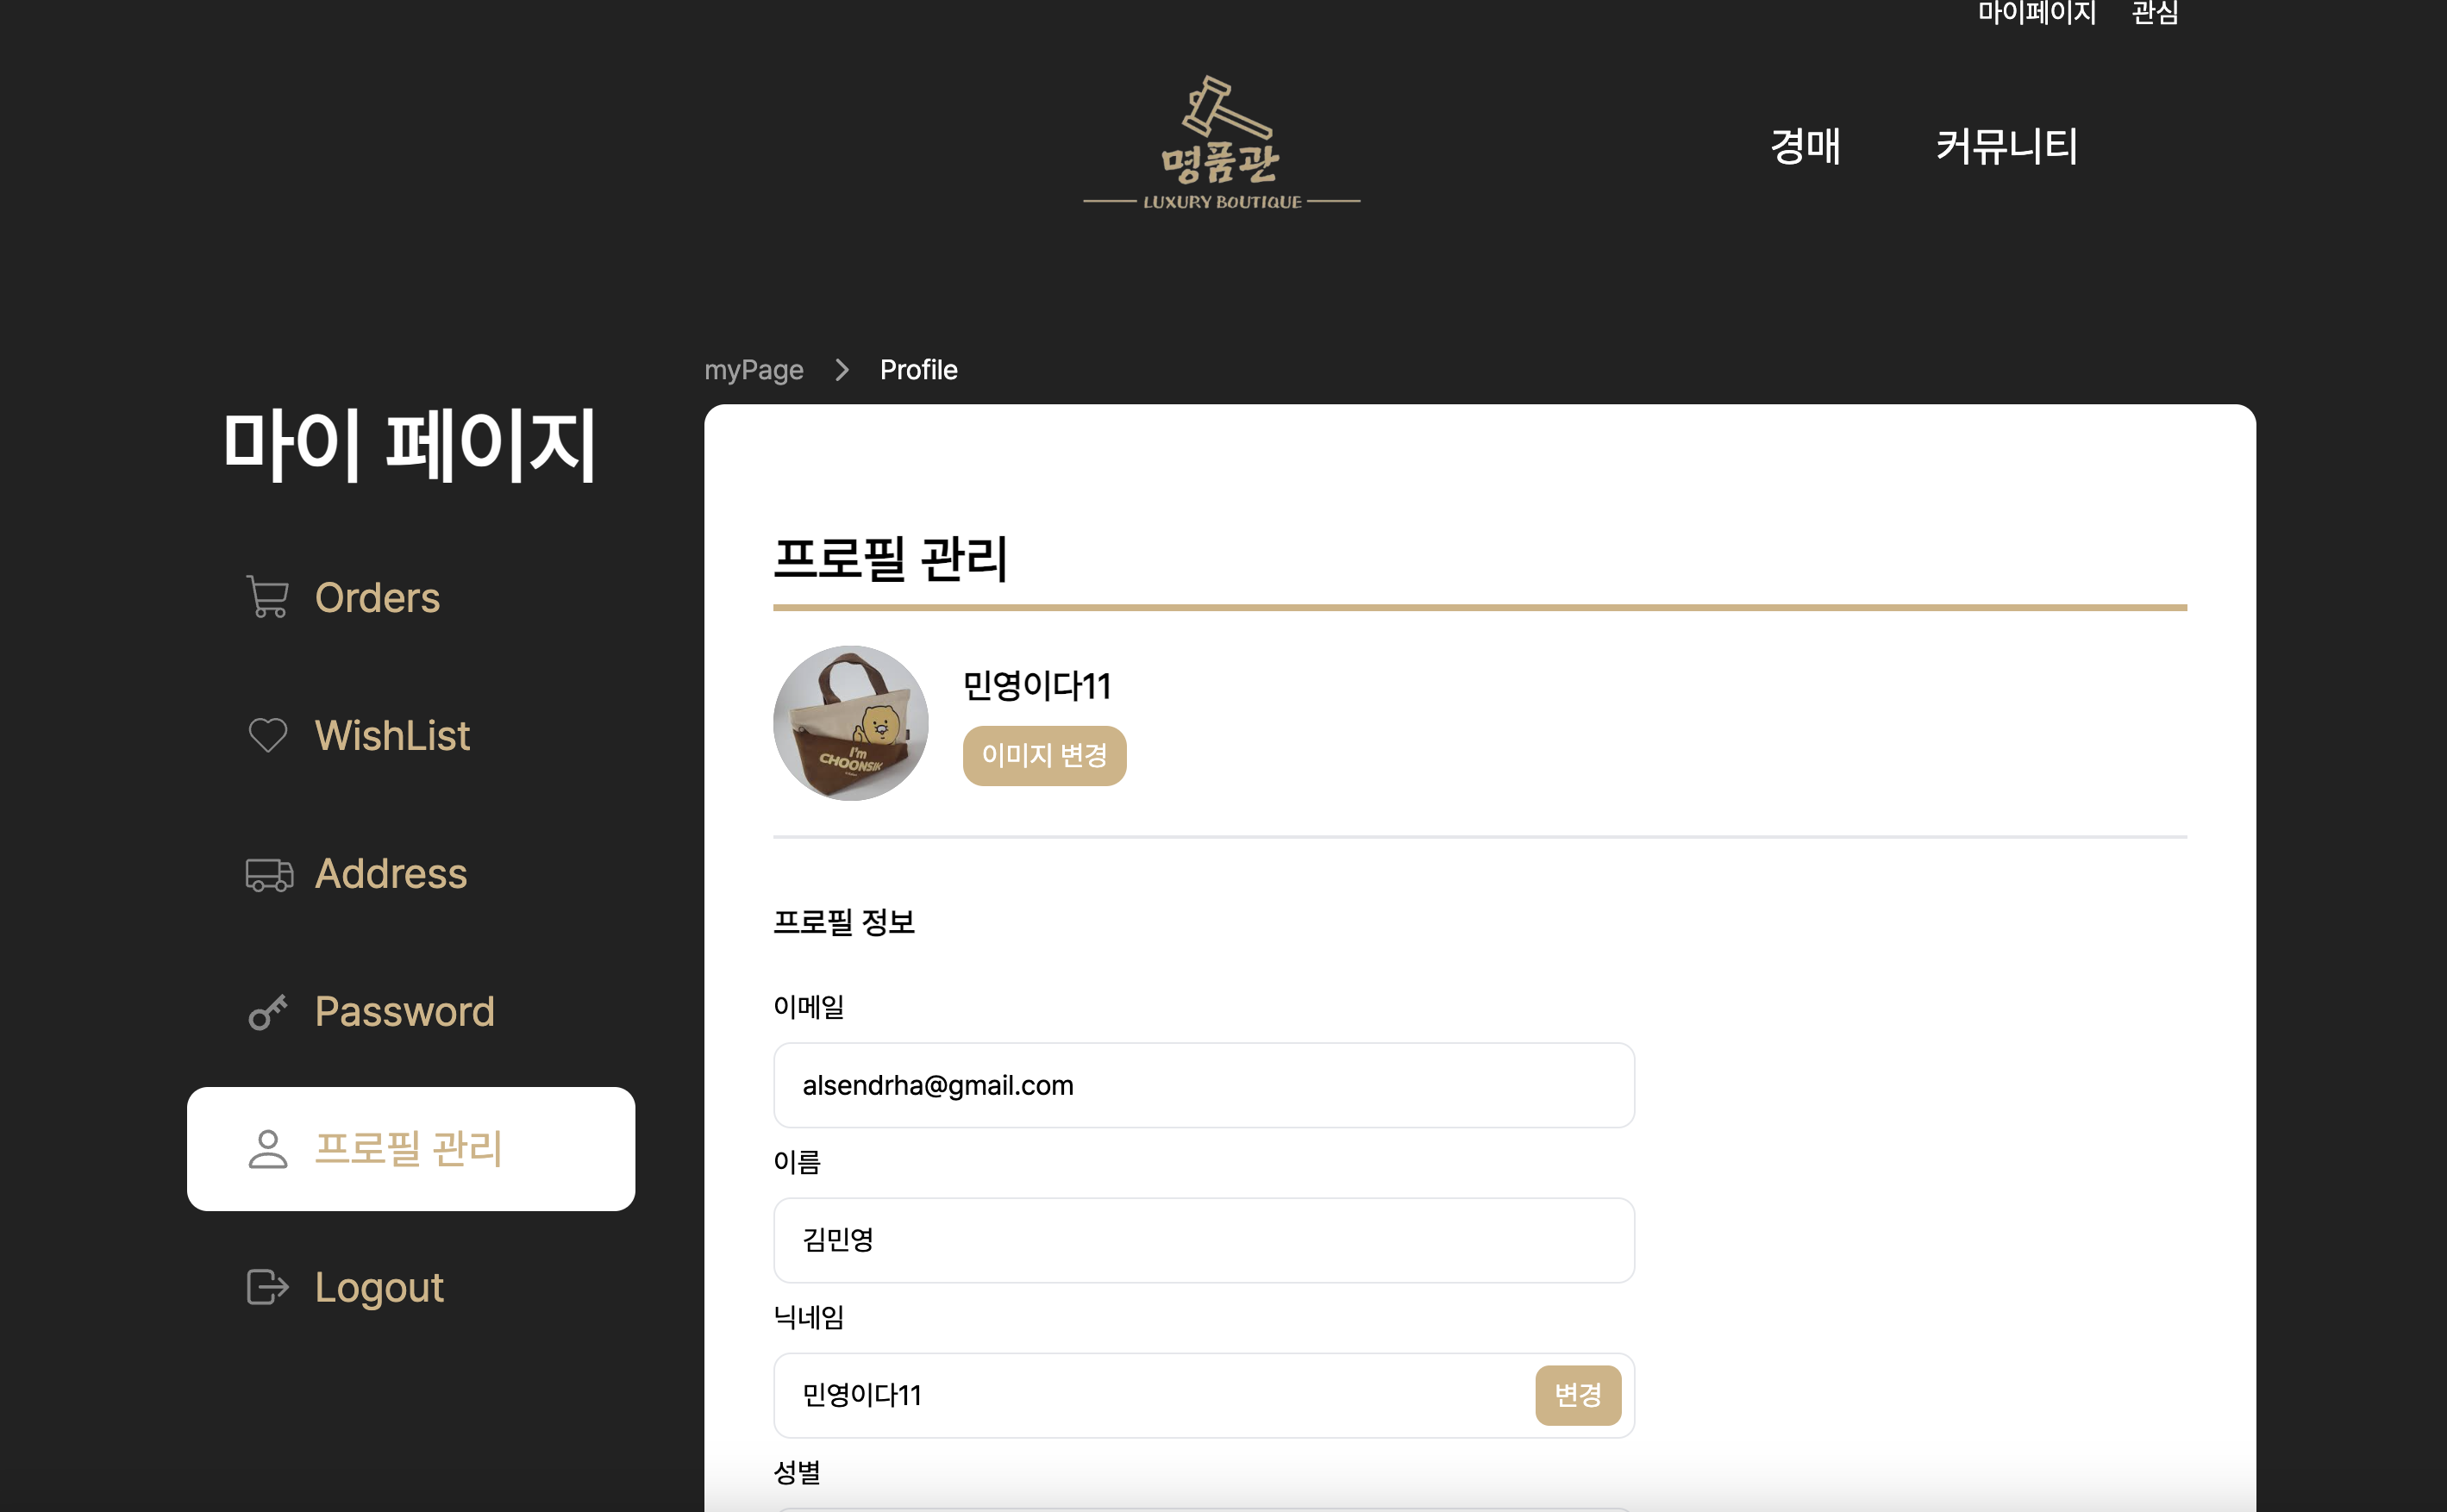 마이페이지 관심
명품관
LUXURY BOUTIQUE
경매 커뮤니티
myPage > Profile
마이 페이지
Orders
WishList
Address
Password
프로필 관리
Logout
프로필 관리
민영이다11
이미지 변경
I'm
CHOONSIK
프로필 정보
이메일
alsendrha@gmail.com
이름
김민영
닉네임
민영이다11
변경
성별